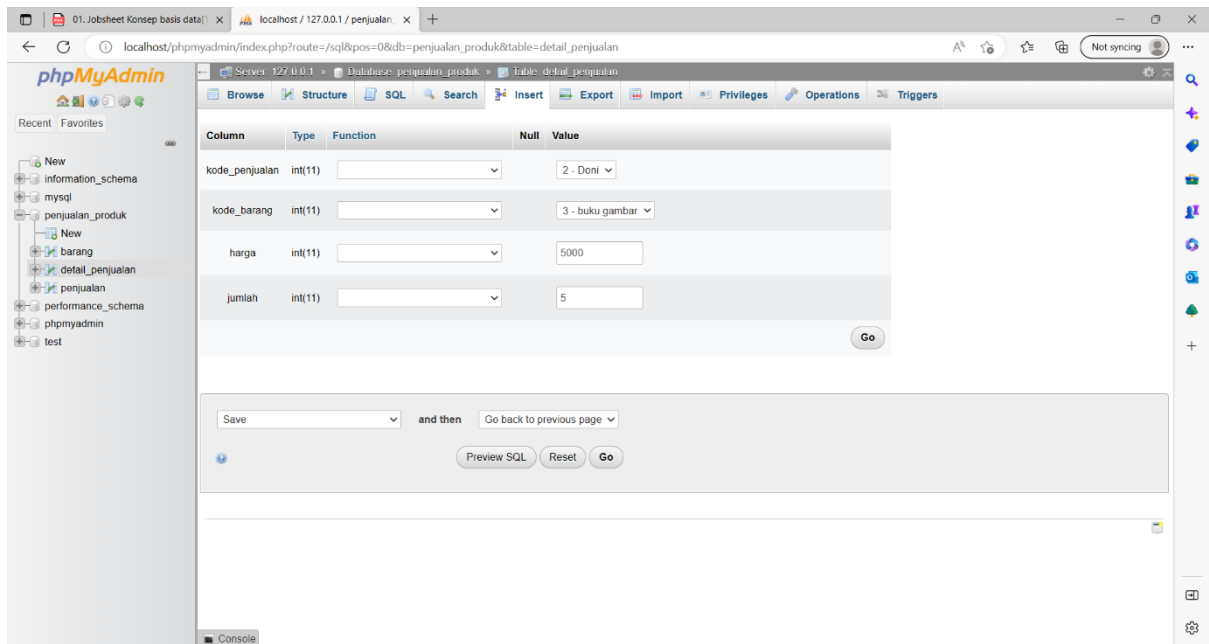 01. Jobsheet Konsep basis data[1
localhost / 127.0.0.1 / penjualan_
localhost/phpmyadmin/index.php?route=/sql&pos=0&db=penjualan_produk&table=detail_penjualan
Not syncing
phpMyAdmin
Recent Favorites
New
information_schema
mysql
penjualan_produk
New
barang
detail_penjualan
penjualan
performance_schema
phpmyadmin
test
Server: 127.0.0.1 » Database: penjualan_produk » Table: detail_penjualan
Browse Structure SQL Search Insert Export Import Privileges Operations Triggers
Column Type Function Null Value
kode_penjualan int(11) 2 - Doni
kode_barang int(11) 3 - buku gambar
harga int(11) 5000
jumlah int(11) 5
Go
Save and then Go back to previous page
Preview SQL Reset Go
Console